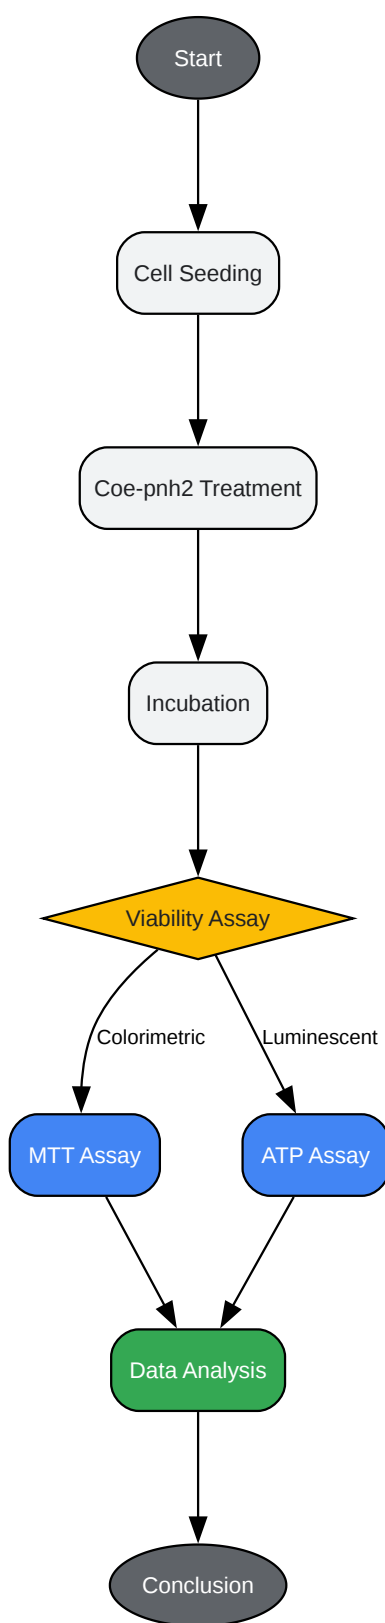 Start
Cell Seeding
Coe-pnh2 Treatment
Incubation
Viability Assay
Colorimetric
Luminescent
MTT Assay
ATP Assay
Data Analysis
Conclusion